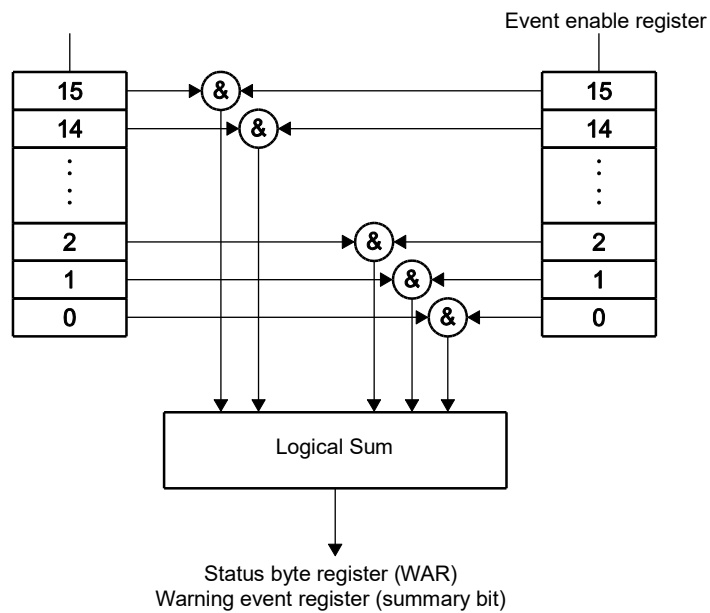 Event enable register
15 & 15
14 & 14
2 & 2
1 & 1
0 & 0
Logical Sum
Status byte register (WAR)
Warning event register (summary bit)